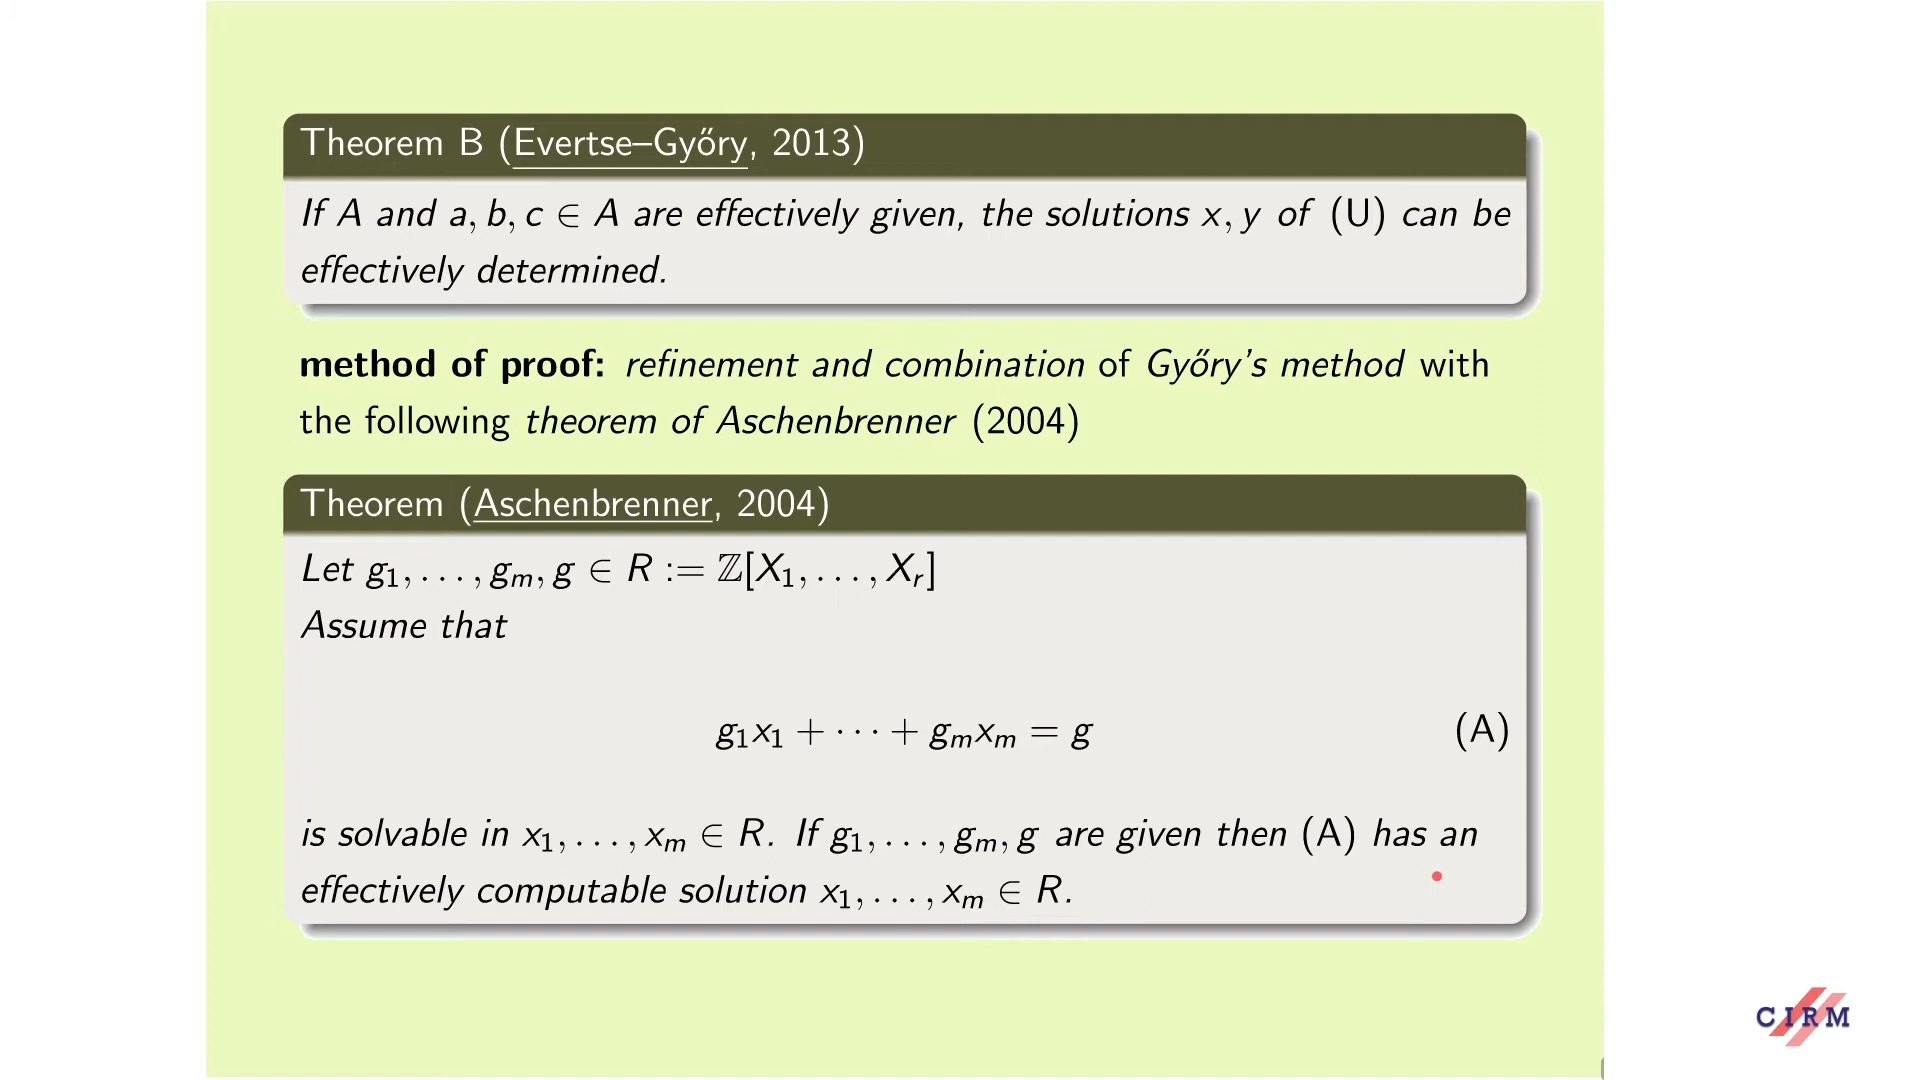 Theorem B (Evertse–Győry, 2013)
If A and a, b, c ∈ A are effectively given, the solutions x, y of (U) can be
effectively determined.
method of proof: refinement and combination of Győry's method with
the following theorem of Aschenbrenner (2004)
Theorem (Aschenbrenner, 2004)
Let g₁, . . . , gₘ, g ∈ R := ℤ[X₁, . . . , Xᵣ]
Assume that
g₁x₁ + · · · + gₘxₘ = g (A)
is solvable in x₁, . . . , xₘ ∈ R. If g₁, . . . , gₘ, g are given then (A) has an
effectively computable solution x₁, . . . , xₘ ∈ R.
CIRM